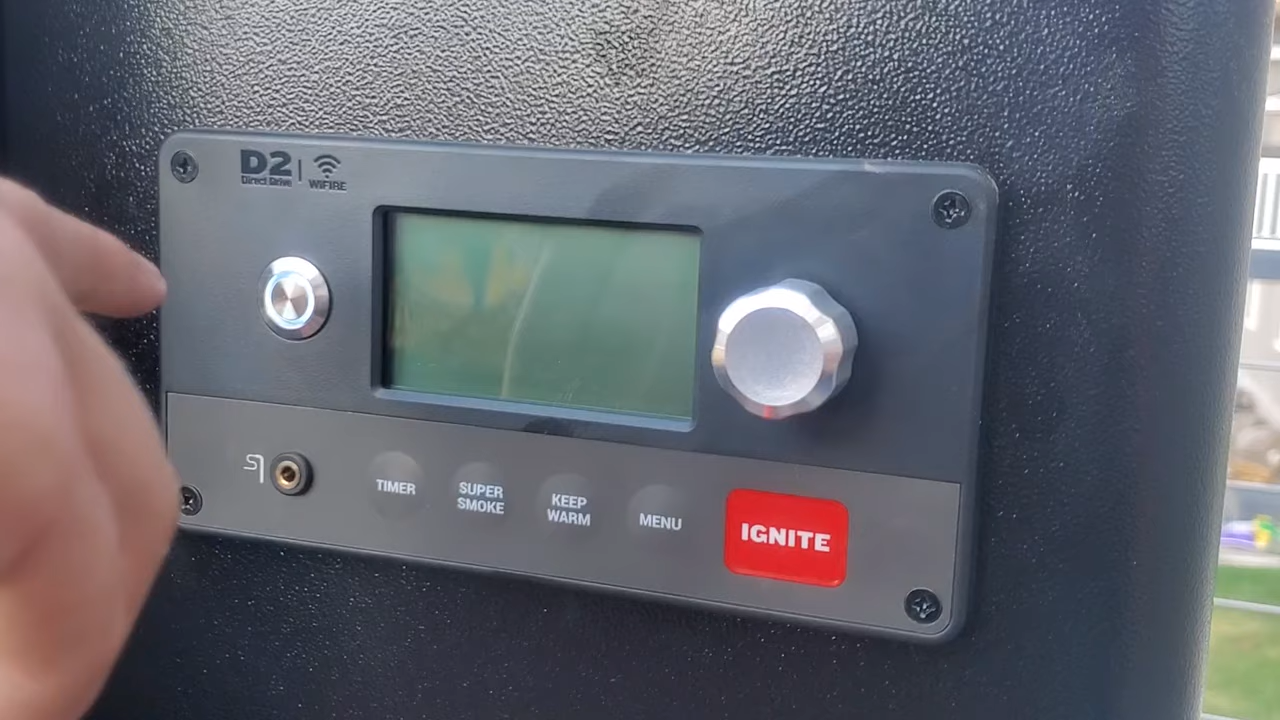 D2
Direct Drive
WiFIRE
TIMER
SUPER
SMOKE
KEEP
WARM
MENU
IGNITE